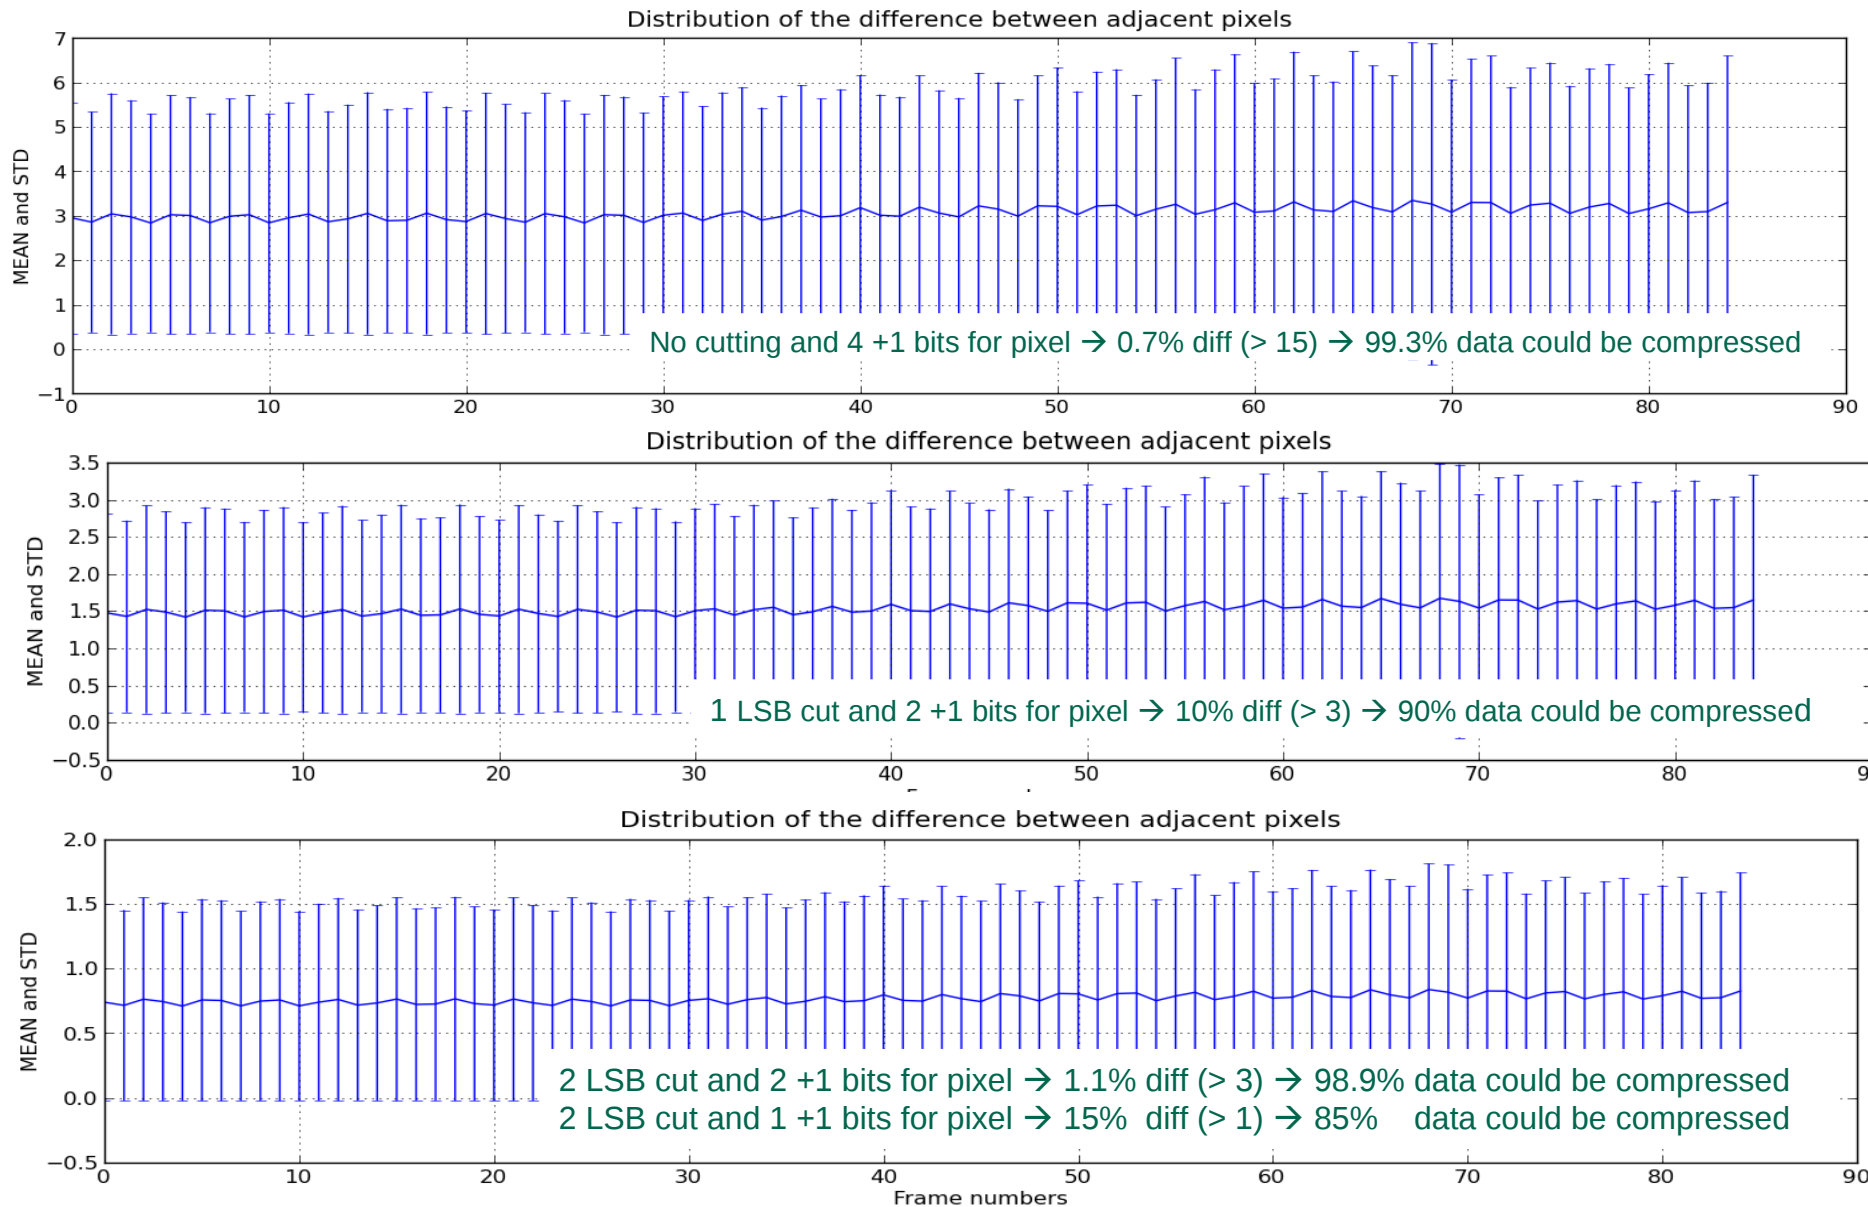 Distribution of the difference between adjacent pixels
7
6
5
4
3
2
1
0
−1
MEAN and STD
No cutting and 4 +1 bits for pixel → 0.7% diff (> 15) → 99.3% data could be compressed
0 10 20 30 40 50 60 70 80 90
Distribution of the difference between adjacent pixels
3.5
3.0
2.5
2.0
1.5
1.0
0.5
0.0
−0.5
MEAN and STD
1 LSB cut and 2 +1 bits for pixel → 10% diff (> 3) → 90% data could be compressed
0 10 20 30 40 50 60 70 80 9
Distribution of the difference between adjacent pixels
2.0
1.5
1.0
0.5
0.0
−0.5
MEAN and STD
2 LSB cut and 2 +1 bits for pixel → 1.1% diff (> 3) → 98.9% data could be compressed
2 LSB cut and 1 +1 bits for pixel → 15% diff (> 1) → 85% data could be compressed
0 10 20 30 40 50 60 70 80 90
Frame numbers